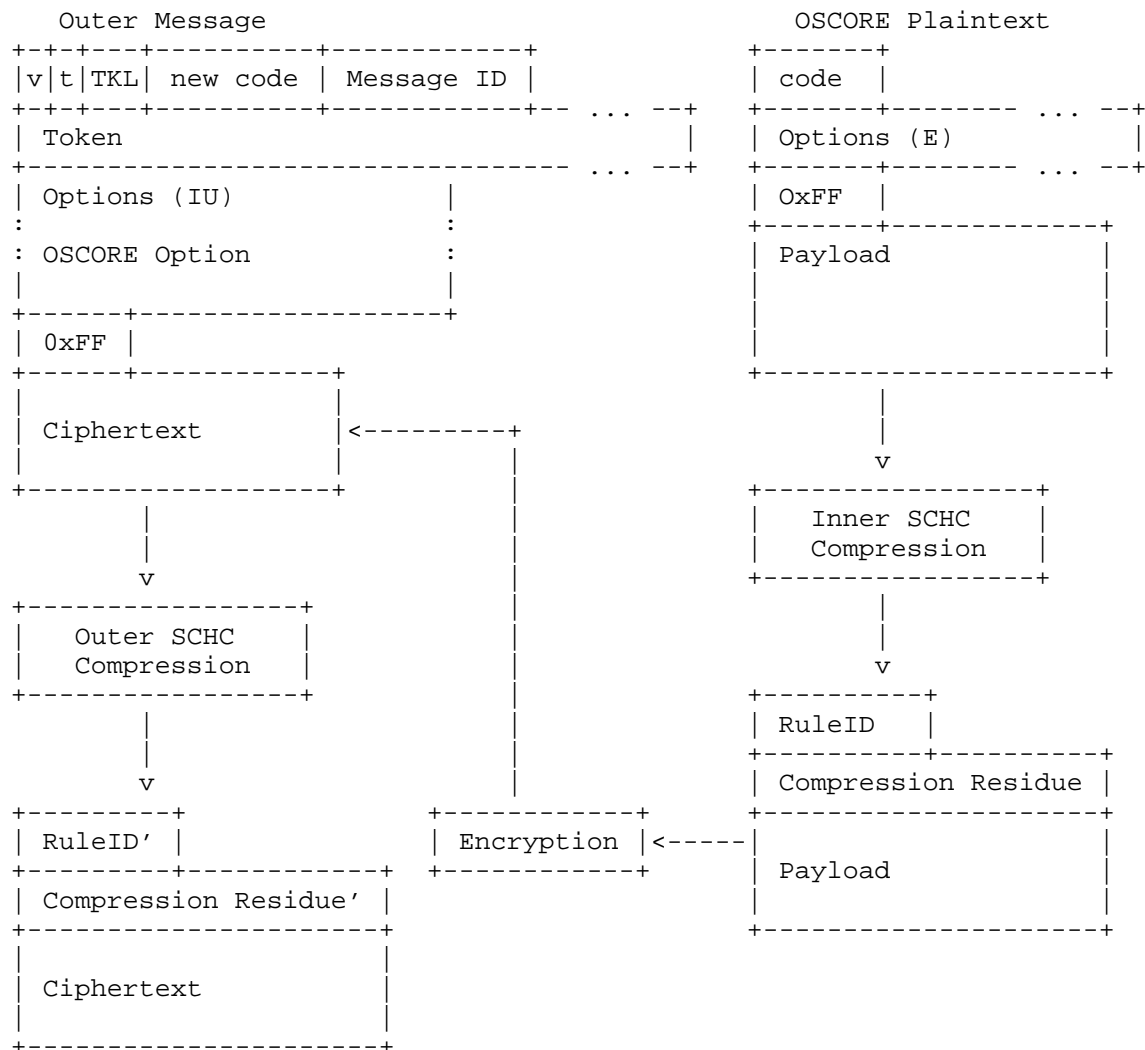 Outer Message OSCORE Plaintext
v t TKL new code Message ID code
Token Options (E)
Options (IU) OxFF
OSCORE Option Payload
0xFF
Ciphertext
Inner SCHC
Compression
Outer SCHC
Compression
RuleID
Compression Residue
RuleID' Encryption
Payload
Compression Residue'
Ciphertext